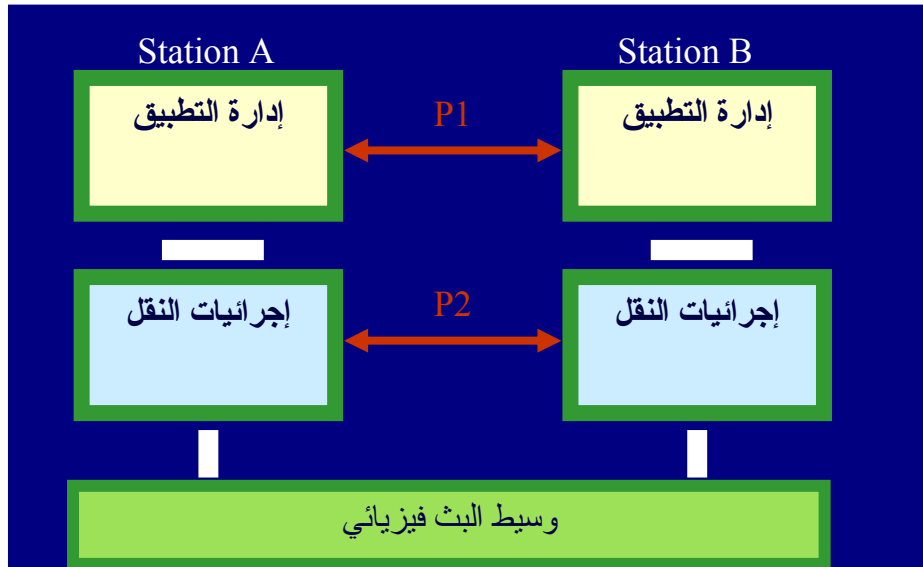 Station A
Station B
إدارة التطبيق
P1
إدارة التطبيق
إجرائيات النقل
P2
إجرائيات النقل
وسيط البث فيزيائي